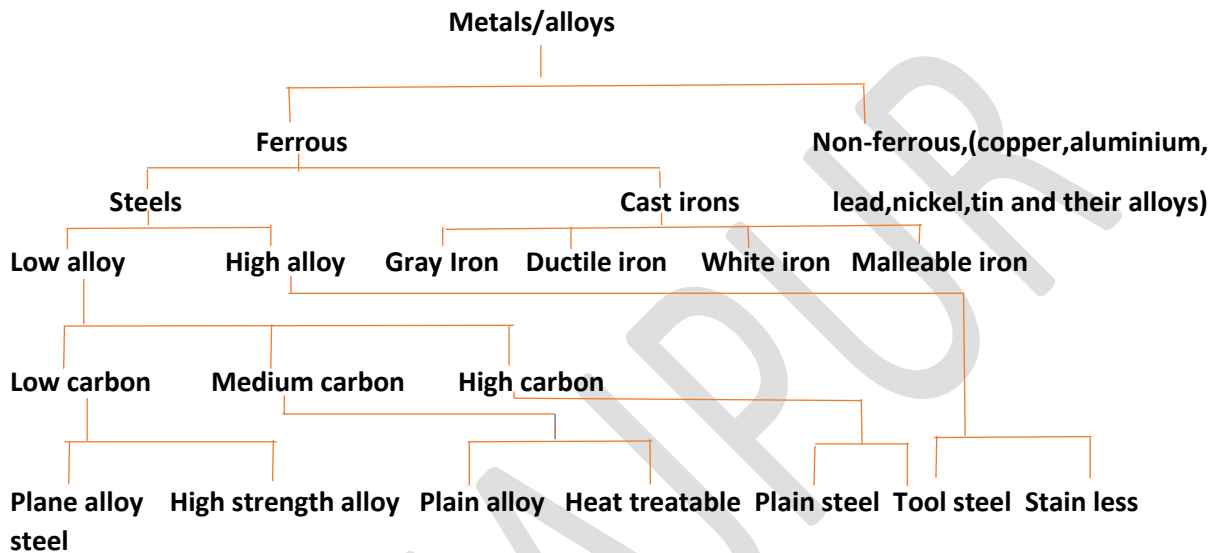 Metals/alloys
Ferrous Non-ferrous,(copper,aluminium,
Steels Cast irons lead,nickel,tin and their alloys)
Low alloy High alloy Gray Iron Ductile iron White iron Malleable iron
Low carbon Medium carbon High carbon
Plane alloy High strength alloy Plain alloy Heat treatable Plain steel Tool steel Stain less
steel